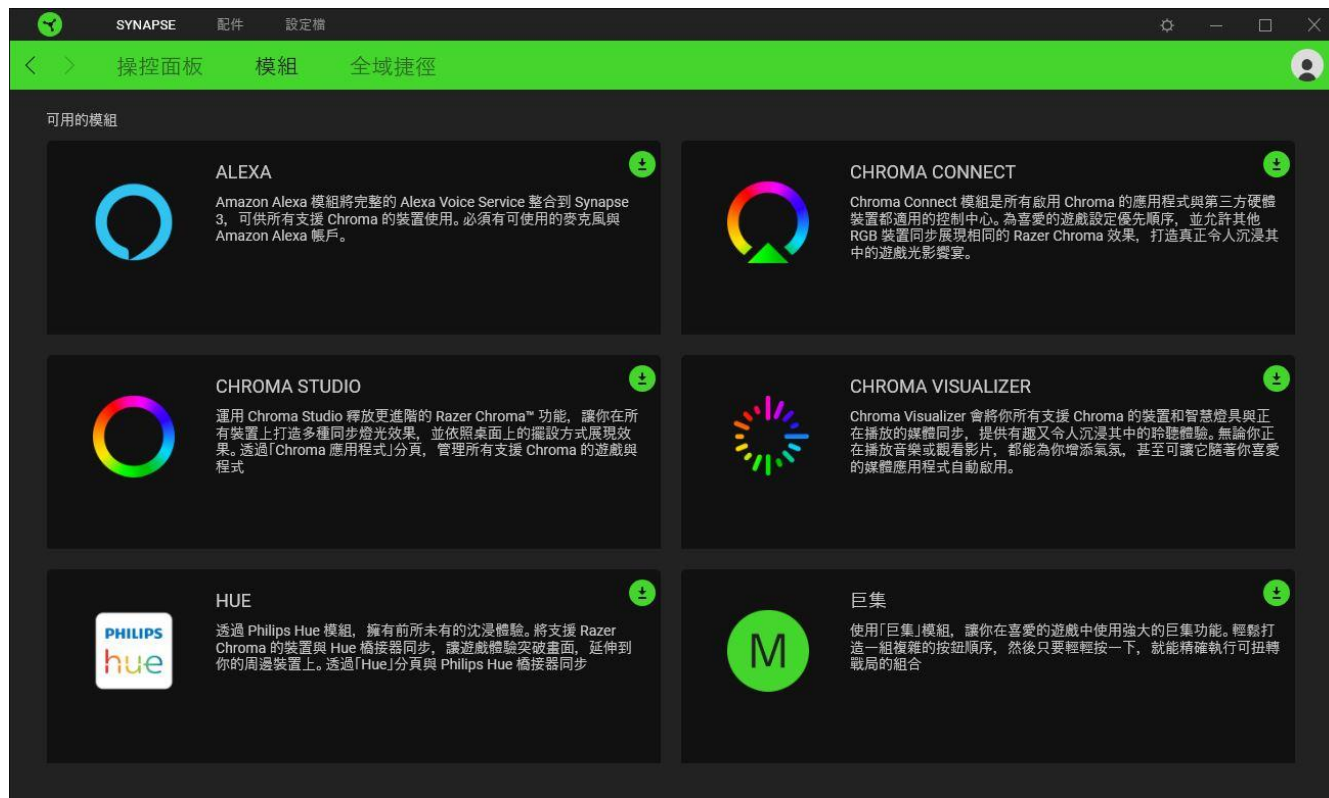 SYNAPSE 配件 設定檔
操控面板 模組 全域捷徑
可用的模組
ALEXA
Amazon Alexa 模組將完整的 Alexa Voice Service 整合到 Synapse
3，可供所有支援 Chroma 的裝置使用。必須有可使用的麥克風與
Amazon Alexa 帳戶。
CHROMA CONNECT
Chroma Connect 模組是所有啟用 Chroma 的應用程式與第三方硬體
裝置都適用的控制中心。為喜愛的遊戲設定優先順序，並允許其他
RGB 裝置同步展現相同的 Razer Chroma 效果，打造真正令人沉浸其
中的遊戲光影饗宴。
CHROMA STUDIO
運用 Chroma Studio 釋放更進階的 Razer Chroma™ 功能，讓你在所
有裝置上打造多種同步燈光效果，並依照桌面上的擺設方式展現效
果。透過「Chroma 應用程式」分頁，管理所有支援 Chroma 的遊戲與
程式
CHROMA VISUALIZER
Chroma Visualizer 會將你所有支援 Chroma 的裝置和智慧燈具與正
在播放的媒體同步，提供有趣又令人沉浸其中的聆聽體驗。無論你正
在播放音樂或觀看影片，都能為你增添氣氛，甚至可讓它隨著你喜愛
的媒體應用程式自動啟用。
PHILIPS
hue
HUE
透過 Philips Hue 模組，擁有前所未有的沈浸體驗。將支援 Razer
Chroma 的裝置與 Hue 橋接器同步，讓遊戲體驗突破畫面，延伸到
你的周邊裝置上。透過「Hue」分頁與 Philips Hue 橋接器同步
M
巨集
使用「巨集」模組，讓你在喜愛的遊戲中使用強大的巨集功能。輕鬆打
造一組複雜的按鈕順序，然後只要輕輕按一下，就能精確執行可扭轉
戰局的組合